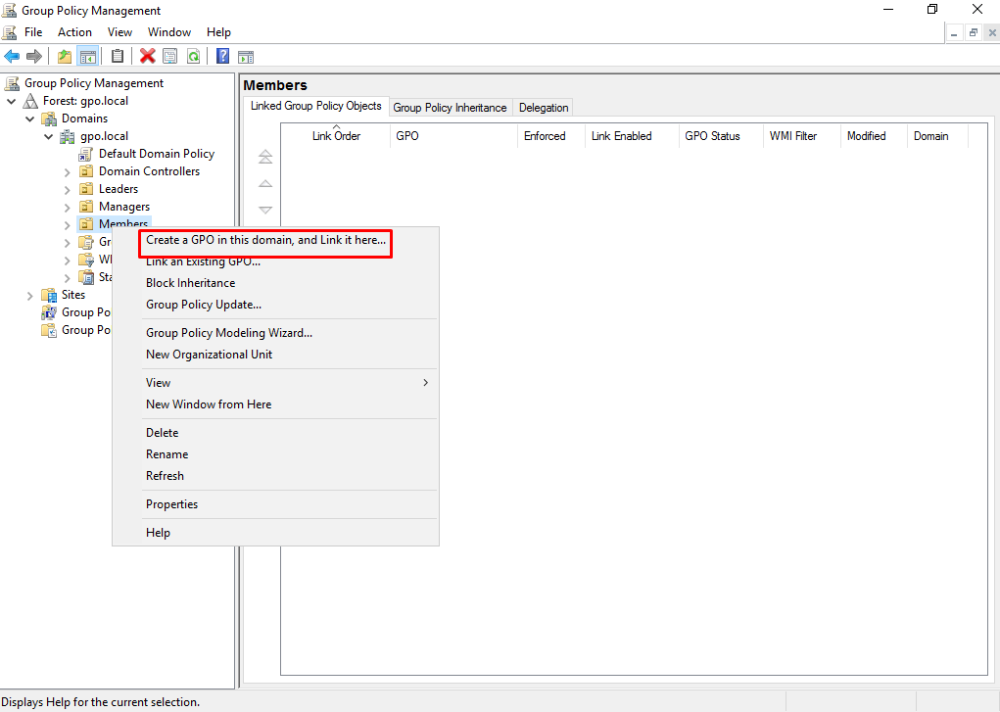 Group Policy Management
File Action View Window Help
Group Policy Management
Forest: gpo.local
Domains
gpo.local
Default Domain Policy
Domain Controllers
Leaders
Managers
Members
Gr
WI
Sta
Sites
Group Po
Group Po
Members
Linked Group Policy Objects Group Policy Inheritance Delegation
Link Order GPO Enforced Link Enabled GPO Status WMI Filter Modified Domain
Create a GPO in this domain, and Link it here...
Link an Existing GPO...
Block Inheritance
Group Policy Update...
Group Policy Modeling Wizard...
New Organizational Unit
View
New Window from Here
Delete
Rename
Refresh
Properties
Help
Displays Help for the current selection.